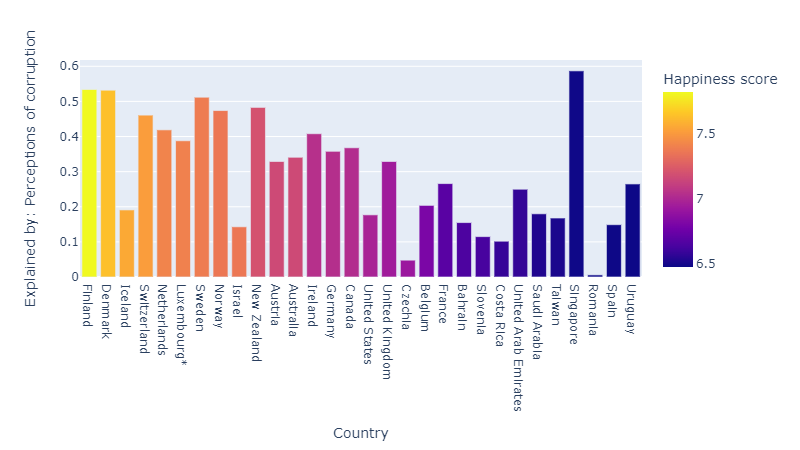 Explained by: Perceptions of corruption
0.6
0.5
0.4
0.3
0.2
0.1
0
Finland
Denmark
Iceland
Switzerland
Netherlands
Luxembourg*
Sweden
Norway
Israel
New Zealand
Austria
Australia
Ireland
Germany
Canada
United States
United Kingdom
Czechia
Belgium
France
Bahrain
Slovenia
Costa Rica
United Arab Emirates
Saudi Arabia
Taiwan
Singapore
Romania
Spain
Uruguay
Country
Happiness score
7.5
7
6.5